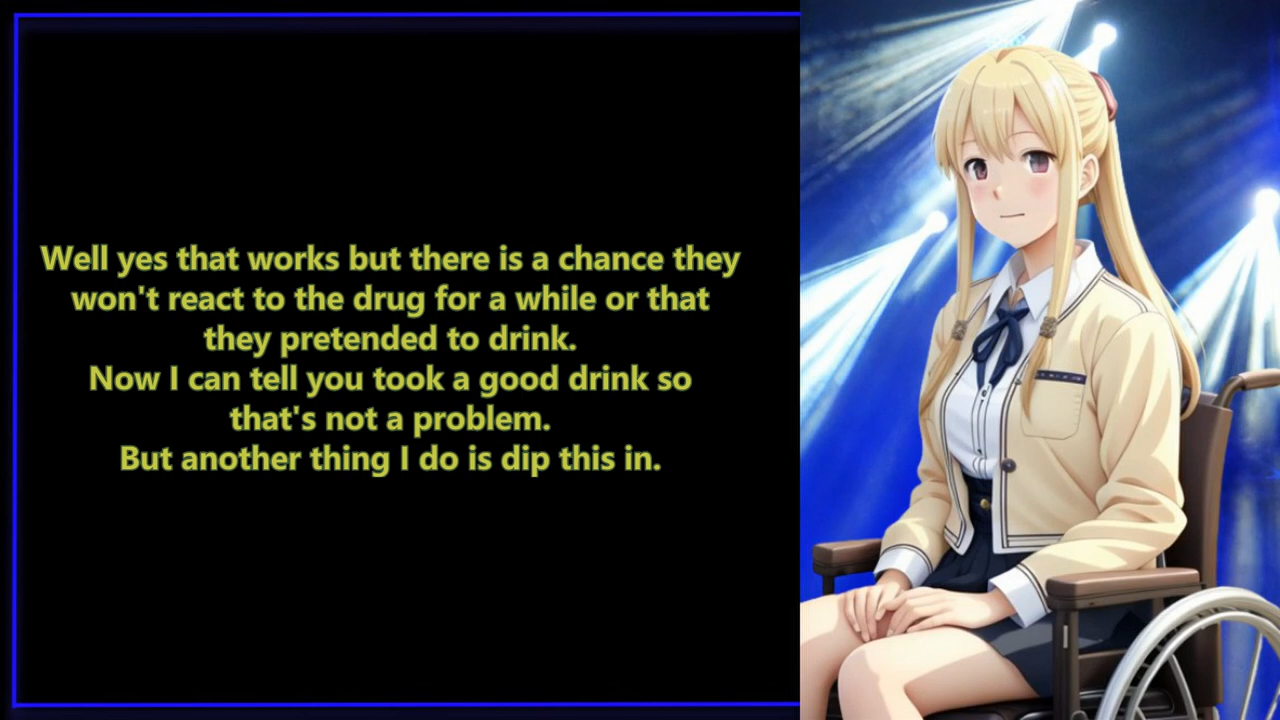 Well yes that works but there is a chance they
won't react to the drug for a while or that
they pretended to drink.
Now I can tell you took a good drink so
that's not a problem.
But another thing I do is dip this in.